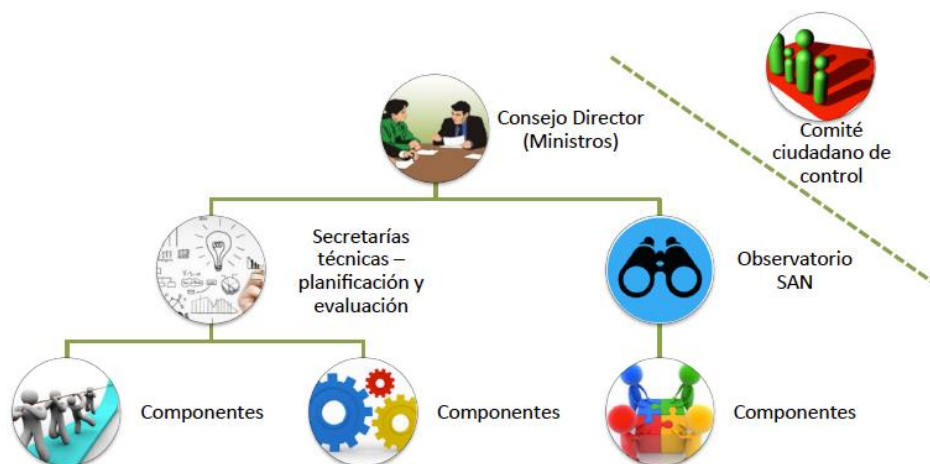 Consejo Director
(Ministros)
Comité
ciudadano de
control
Secretarías
técnicas –
planificación y
evaluación
Observatorio
SAN
Componentes
Componentes
Componentes